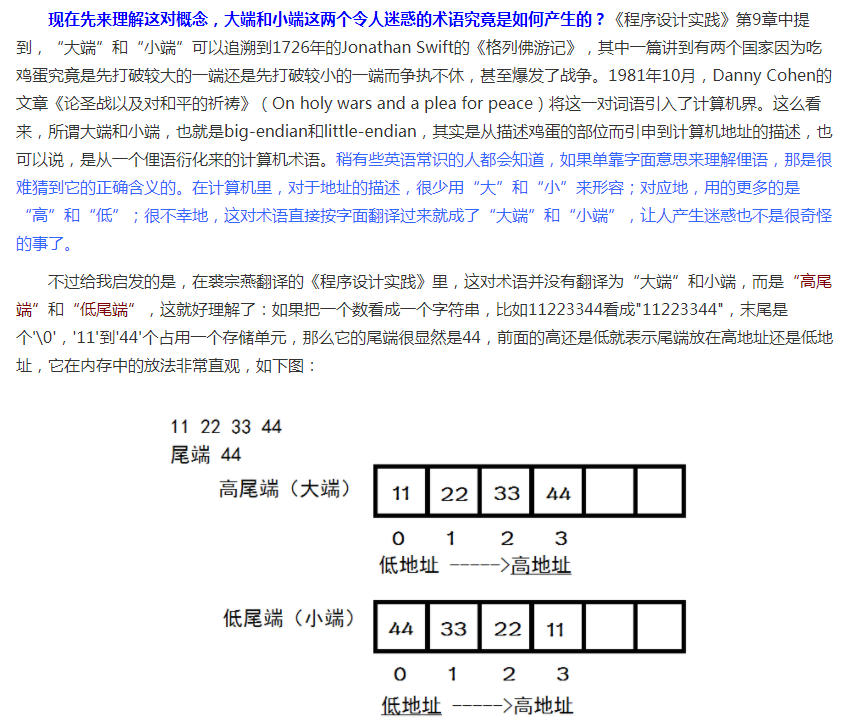 现在先来理解这对概念，大端和小端这两个令人迷惑的术语究竟是如何产生的？《程序设计实践》第9章中提
到，“大端”和“小端”可以追溯到1726年的Jonathan Swift的《格列佛游记》，其中一篇讲到有两个国家因为吃
鸡蛋究竟是先打破较大的一端还是先打破较小的一端而争执不休，甚至爆发了战争。1981年10月，Danny Cohen的
文章《论圣战以及对和平的祈祷》（On holy wars and a plea for peace）将这一对词语引入了计算机界。这么看
来，所谓大端和小端，也就是big-endian和little-endian，其实是从描述鸡蛋的部位而引申到计算机地址的描述，也
可以说，是从一个俚语衍化来的计算机术语。稍有些英语常识的人都会知道，如果单靠字面意思来理解俚语，那是很
难猜到它的正确含义的。在计算机里，对于地址的描述，很少用“大”和“小”来形容；对应地，用的更多的是
“高”和“低”；很不幸地，这对术语直接按字面翻译过来就成了“大端”和“小端”，让人产生迷惑也不是很奇怪
的事了。
不过给我启发的是，在裘宗燕翻译的《程序设计实践》里，这对术语并没有翻译为“大端”和小端，而是“高尾
端”和“低尾端”，这就好理解了：如果把一个数看成一个字符串，比如11223344看成"11223344"，末尾是
个'\0'，'11'到'44'个占用一个存储单元，那么它的尾端很显然是44，前面的高还是低就表示尾端放在高地址还是低地
址，它在内存中的放法非常直观，如下图：
11 22 33 44
尾端 44
高尾端（大端） 11 22 33 44
0 1 2 3
低地址 ----->高地址
低尾端（小端） 44 33 22 11
0 1 2 3
低地址 ----->高地址